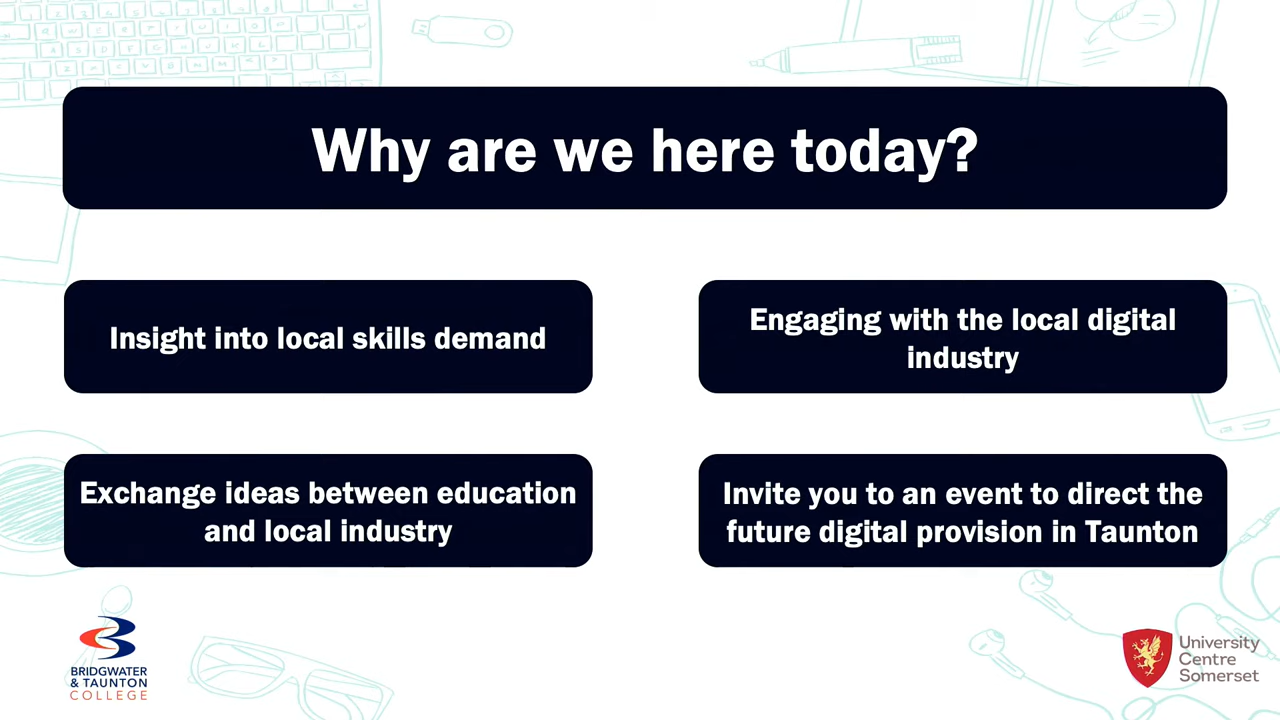 Why are we here today?
Insight into local skills demand
Engaging with the local digital
industry
Exchange ideas between education
and local industry
Invite you to an event to direct the
future digital provision in Taunton
BRIDGWATER
& TAUNTON
COLLEGE
University
Centre
Somerset